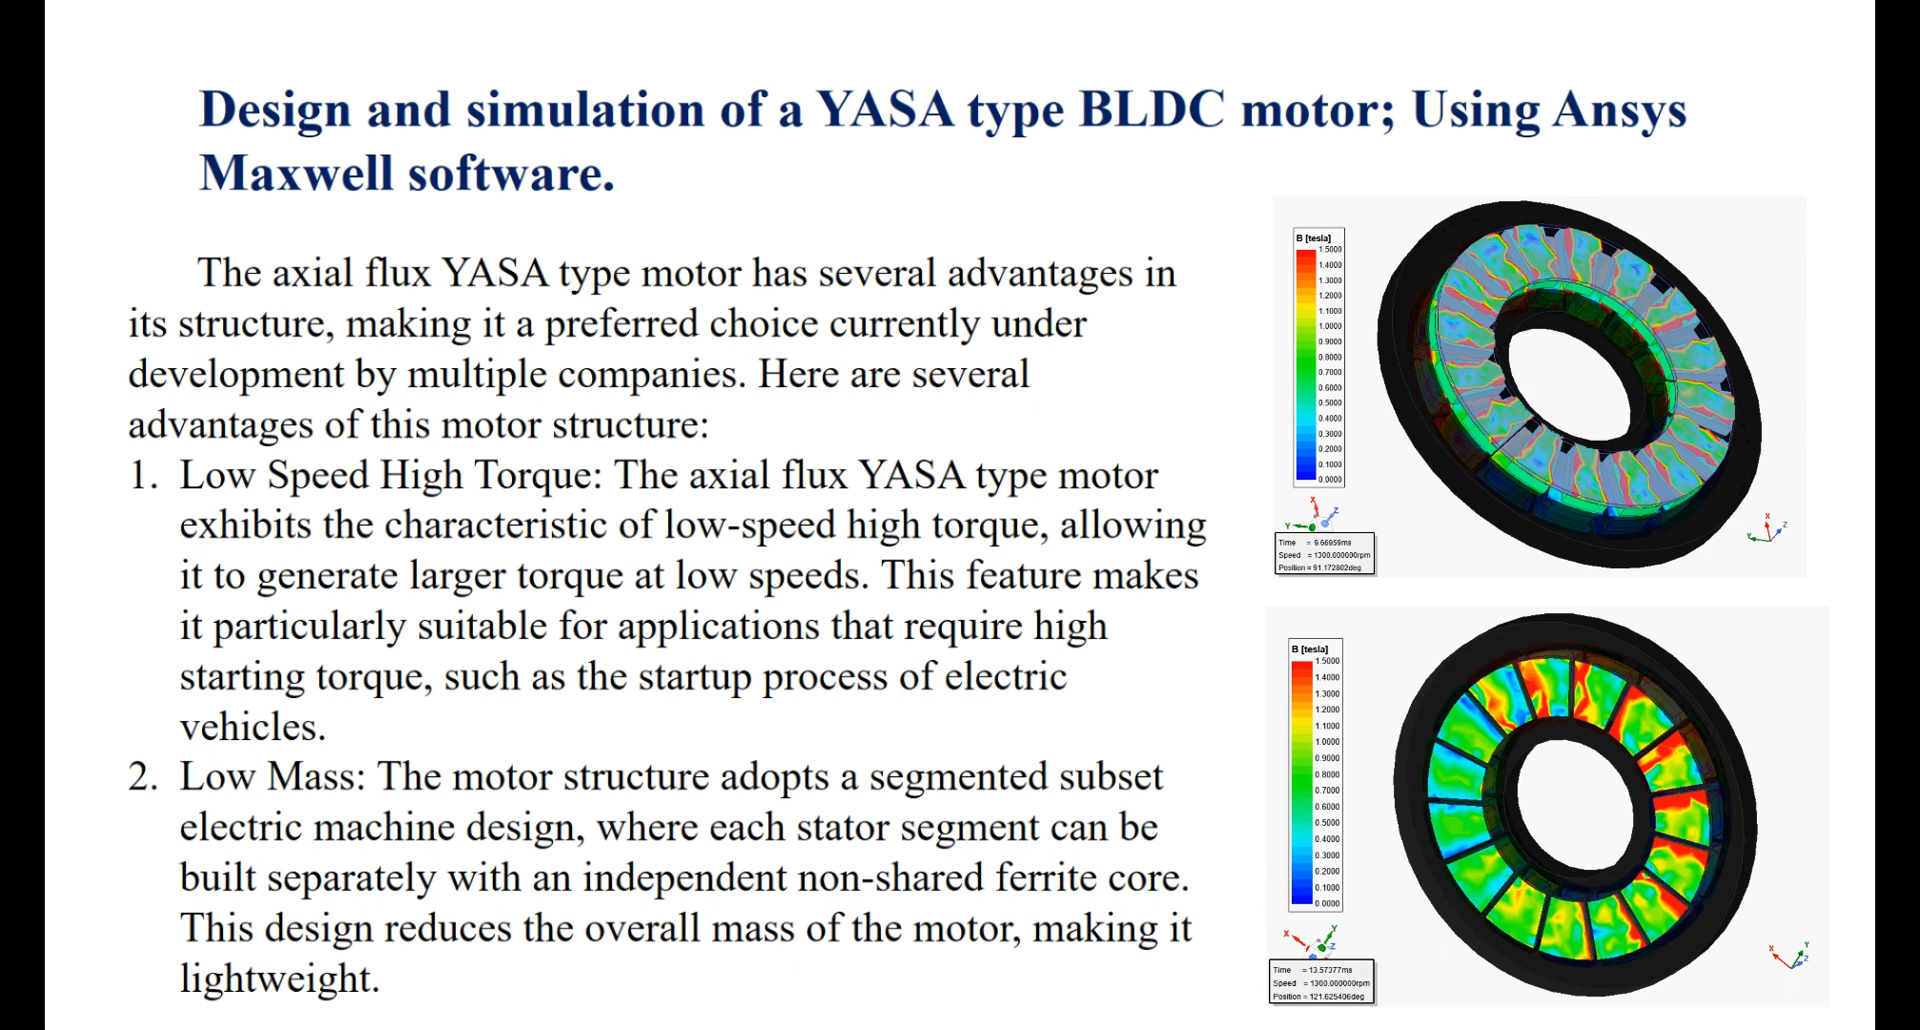 Design and simulation of a YASA type BLDC motor; Using Ansys
Maxwell software.
The axial flux YASA type motor has several advantages in
its structure, making it a preferred choice currently under
development by multiple companies. Here are several
advantages of this motor structure:
1. Low Speed High Torque: The axial flux YASA type motor
exhibits the characteristic of low-speed high torque, allowing
it to generate larger torque at low speeds. This feature makes
it particularly suitable for applications that require high
starting torque, such as the startup process of electric
vehicles.
2. Low Mass: The motor structure adopts a segmented subset
electric machine design, where each stator segment can be
built separately with an independent non-shared ferrite core.
This design reduces the overall mass of the motor, making it
lightweight.
B [tesla]
1.5000
1.4000
1.3000
1.2000
1.1000
1.0000
0.9000
0.8000
0.7000
0.6000
0.5000
0.4000
0.3000
0.2000
0.1000
0.0000
X
Z
Y
Time = 9.66959ms
Speed = 1300.000000rpm
Position = 91.172802deg
X
Z
Y
B [tesla]
1.5000
1.4000
1.3000
1.2000
1.1000
1.0000
0.9000
0.8000
0.7000
0.6000
0.5000
0.4000
0.3000
0.2000
0.1000
0.0000
X
Y
Z
Time = 13.57377ms
Speed = 1300.000000rpm
Position = 121.625406deg
X
Y
Z